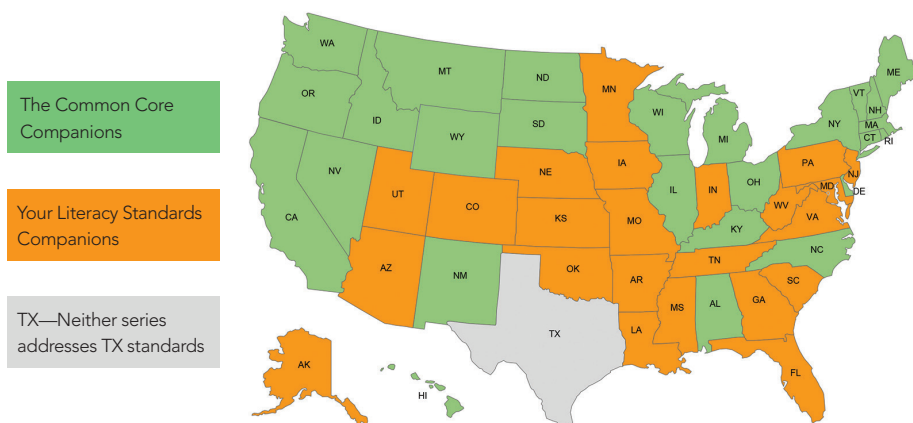 The Common Core
Companions
Your Literacy Standards
Companions
TX—Neither series
addresses TX standards
WA
OR
CA
NV
ID
MT
WY
UT
AZ
CO
NM
ND
SD
NE
KS
OK
TX
MN
IA
MO
AR
LA
WI
IL
MI
IN
OH
KY
TN
MS
AL
GA
FL
SC
NC
VA
WV
MD
DE
PA
NJ
NY
CT
RI
MA
VT
NH
ME
AK
HI